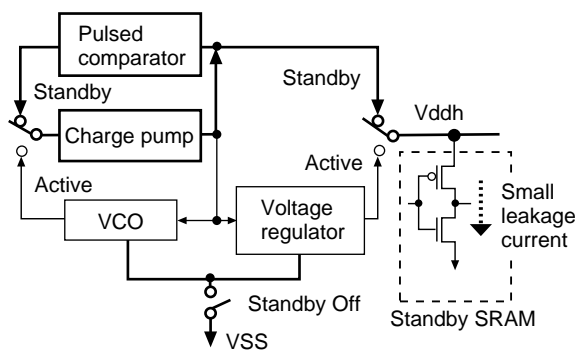 Pulsed
comparator
Standby
Standby
Vddh
Charge pump
Active
Active
VCO
Voltage
regulator
Small
leakage
current
Standby Off
Standby SRAM
VSS